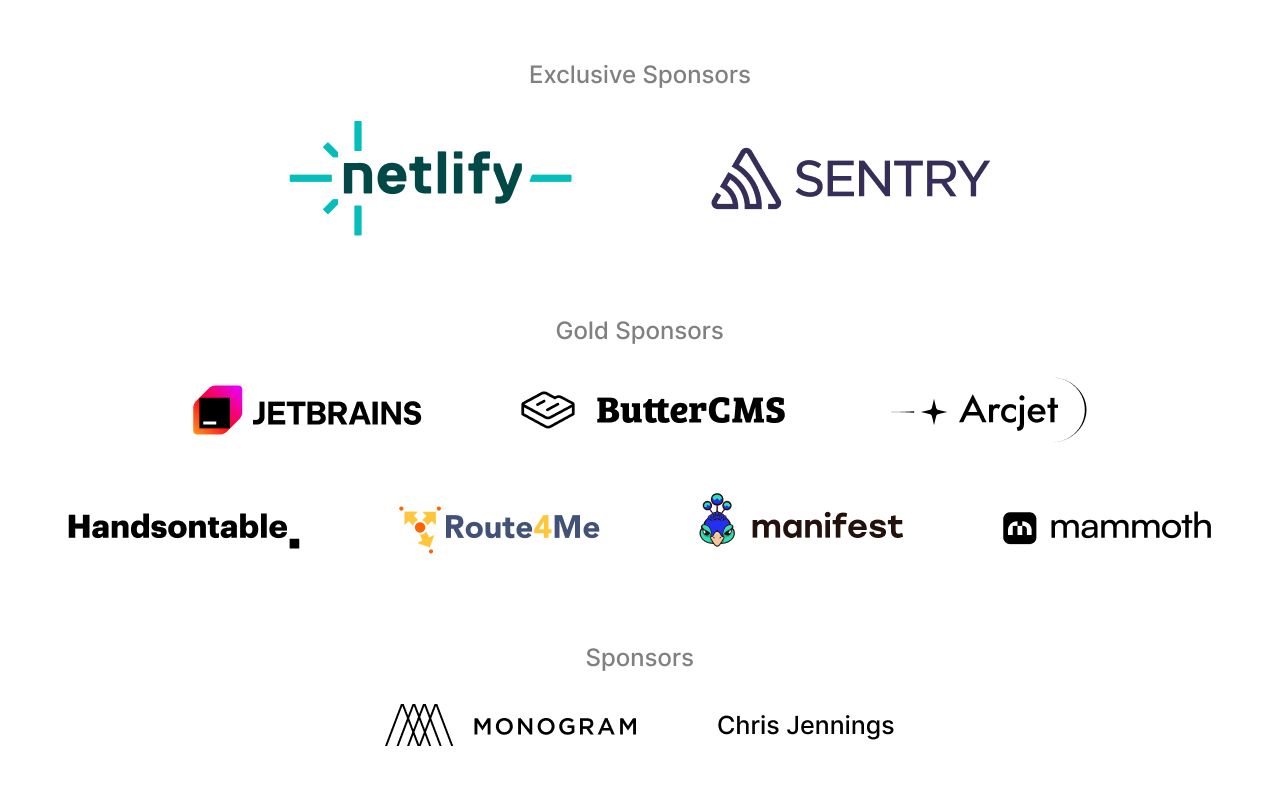 Exclusive Sponsors
netlify SENTRY
Gold Sponsors
JETBRAINS ButterCMS Arcjet
Handsontable. Route4Me manifest mammoth
Sponsors
MONOGRAM Chris Jennings